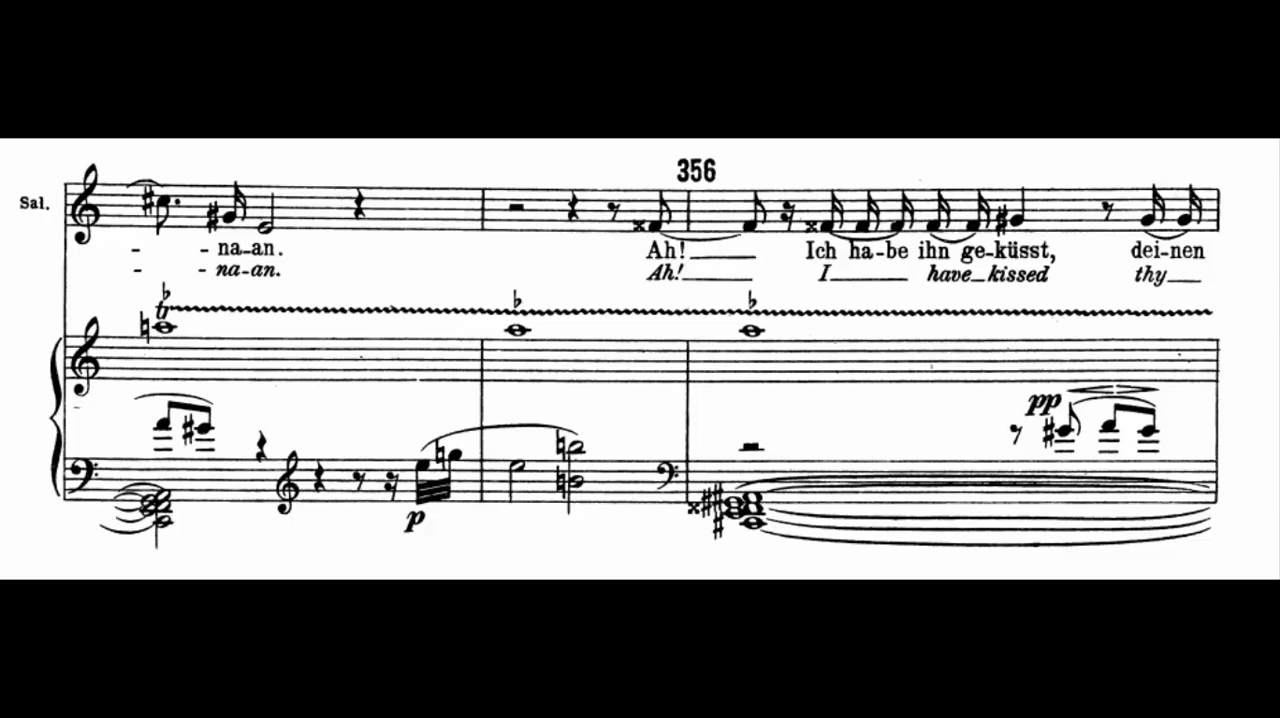 356
Sal.
- - na-an. Ah! Ich ha-be ihn ge-küsst, dei-nen
- - na-an. Ah! I have kissed thy
tr
pp
p